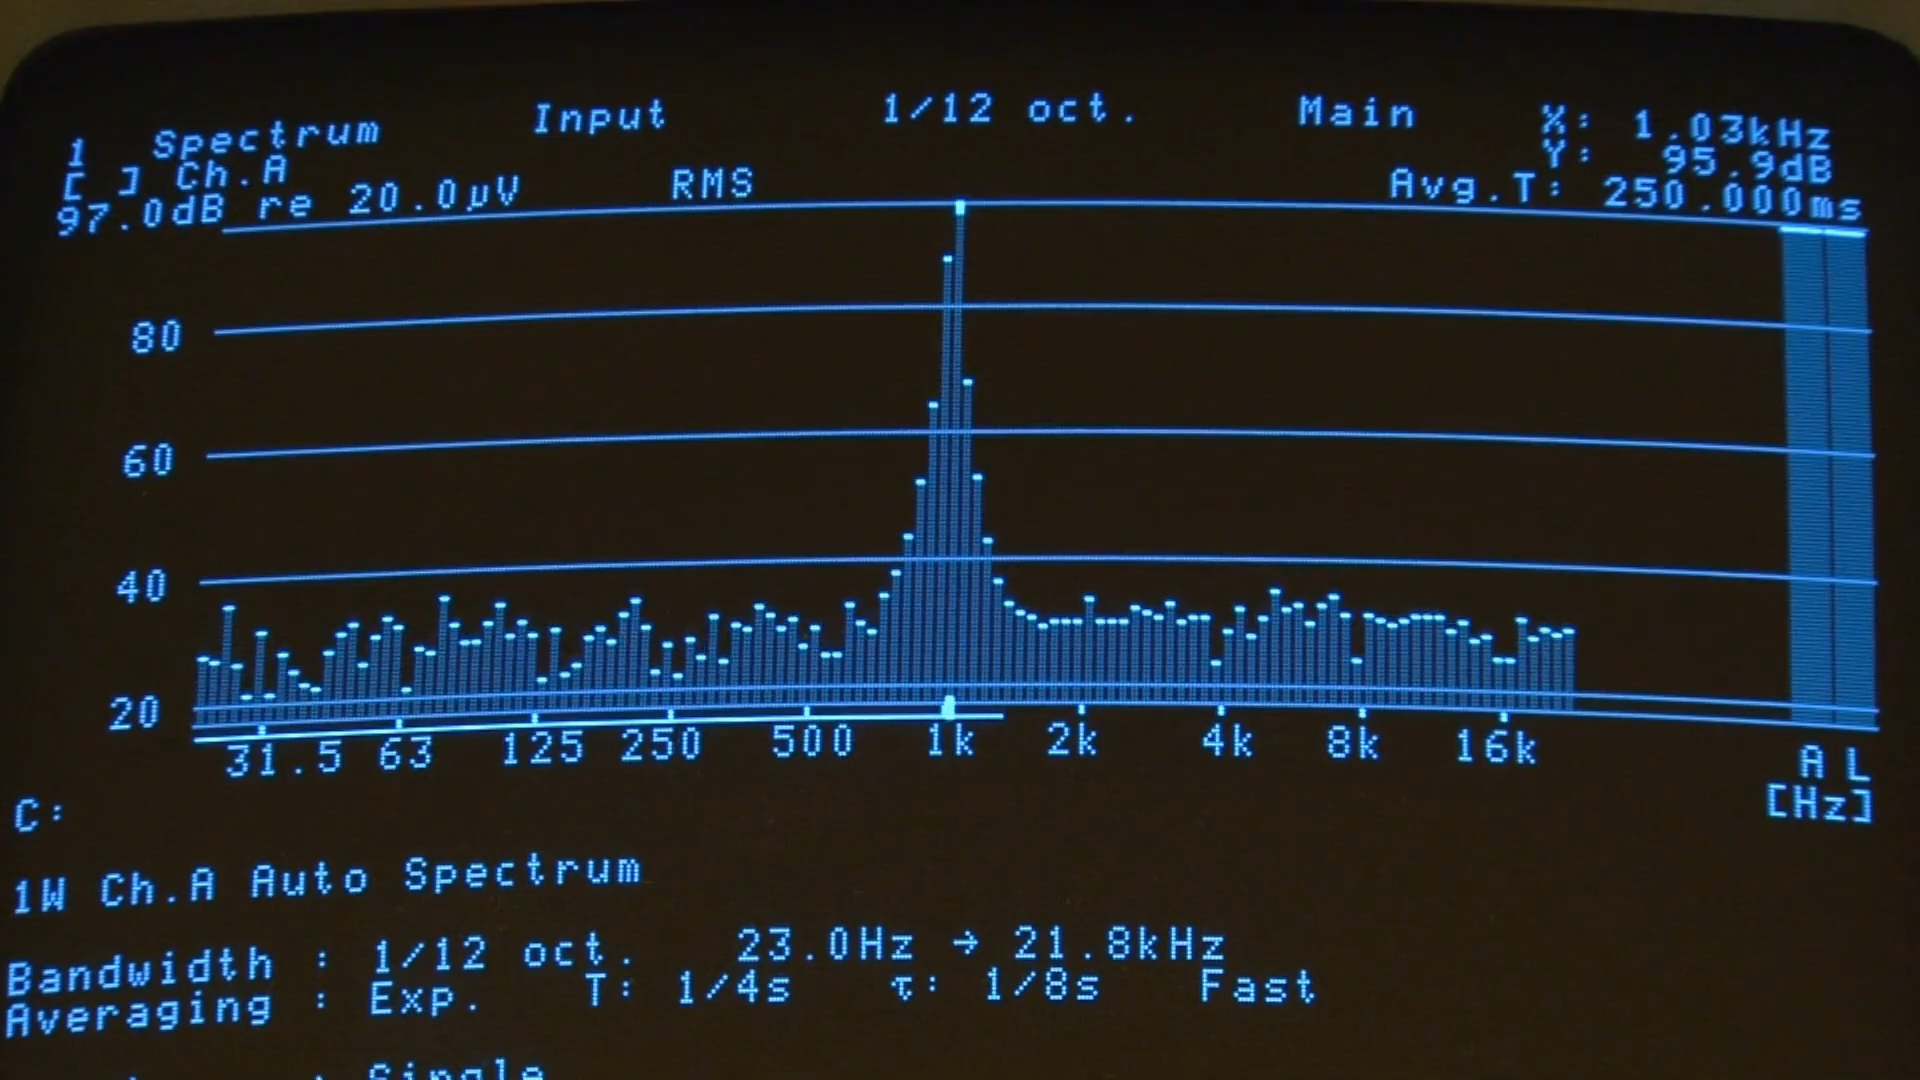 1 Spectrum Input 1/12 oct. Main X: 1.03kHz
[ ] Ch.A Y: 95.9dB
97.0dB re 20.0µV RMS Avg.T: 250.000ms
80
60
40
20
31.5 63 125 250 500 1k 2k 4k 8k 16k A L
[Hz]
C:
1W Ch.A Auto Spectrum
Bandwidth : 1/12 oct. 23.0Hz → 21.8kHz
Averaging : Exp. T: 1/4s τ: 1/8s Fast
: Single